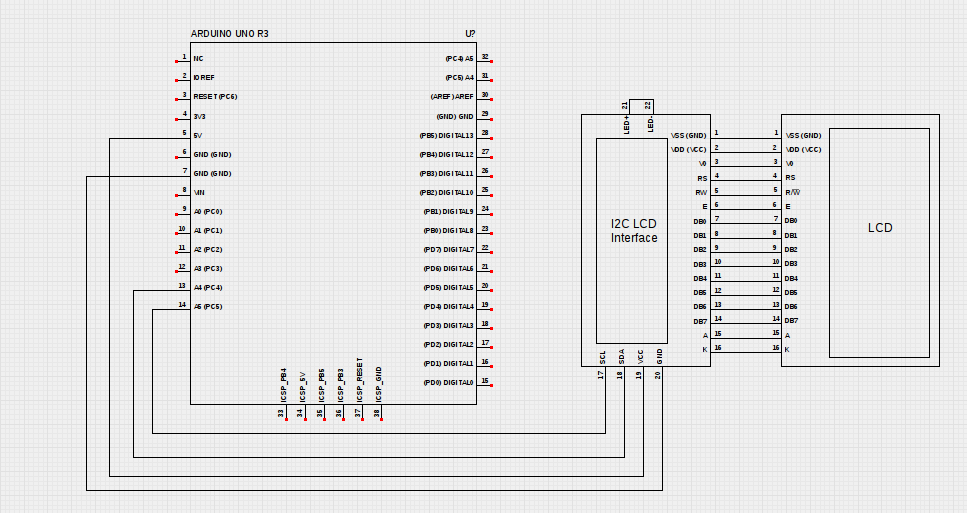 ARDUINO UNO R3 U?
1 NC
2 IOREF
3 RESET (PC6)
4 3V3
5 5V
6 GND (GND)
7 GND (GND)
8 VIN
9 A0 (PC0)
10 A1 (PC1)
11 A2 (PC2)
12 A3 (PC3)
13 A4 (PC4)
14 A5 (PC5)
(PC4) A5 32
(PC5) A4 31
(AREF) AREF 30
(GND) GND 29
(PB5) DIGITAL13 28
(PB4) DIGITAL12 27
(PB3) DIGITAL11 26
(PB2) DIGITAL10 25
(PB1) DIGITAL9 24
(PB0) DIGITAL8 23
(PD7) DIGITAL7 22
(PD6) DIGITAL6 21
(PD5) DIGITAL5 20
(PD4) DIGITAL4 19
(PD3) DIGITAL3 18
(PD2) DIGITAL2 17
(PD1) DIGITAL1 16
(PD0) DIGITAL0 15
ICSP_PB4 33
ICSP_5V 34
ICSP_PB5 35
ICSP_PB3 36
ICSP_RESET 37
ICSP_GND 38
21 LED+
22 LED-
I2C LCD
Interface
VSS (GND) 1
VDD (VCC) 2
V0 3
RS 4
RW 5
E 6
DB0 7
DB1 8
DB2 9
DB3 10
DB4 11
DB5 12
DB6 13
DB7 14
A 15
K 16
SCL 17
SDA 18
VCC 19
GND 20
1 VSS (GND)
2 VDD (VCC)
3 V0
4 RS
5 R/W̅
6 E
7 DB0
8 DB1
9 DB2
10 DB3
11 DB4
12 DB5
13 DB6
14 DB7
15 A
16 K
LCD